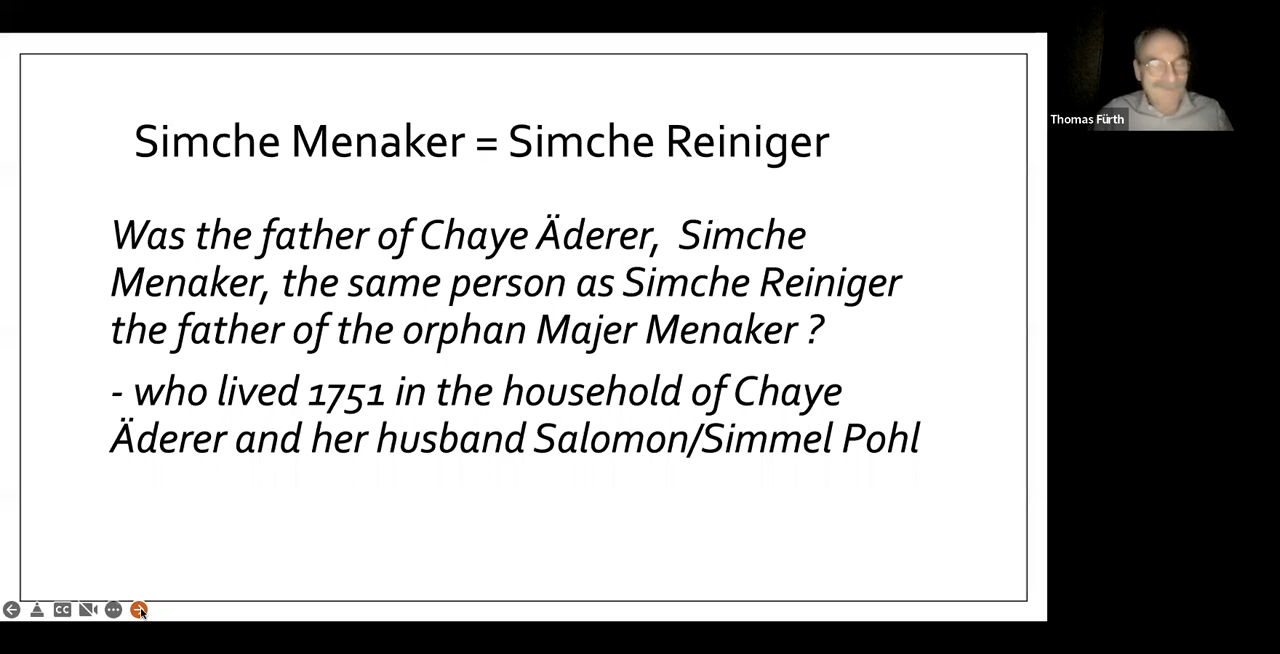 Simche Menaker = Simche Reiniger
Was the father of Chaye Äderer, Simche
Menaker, the same person as Simche Reiniger
the father of the orphan Majer Menaker ?
- who lived 1751 in the household of Chaye
Äderer and her husband Salomon/Simmel Pohl
Thomas Fürth
CC